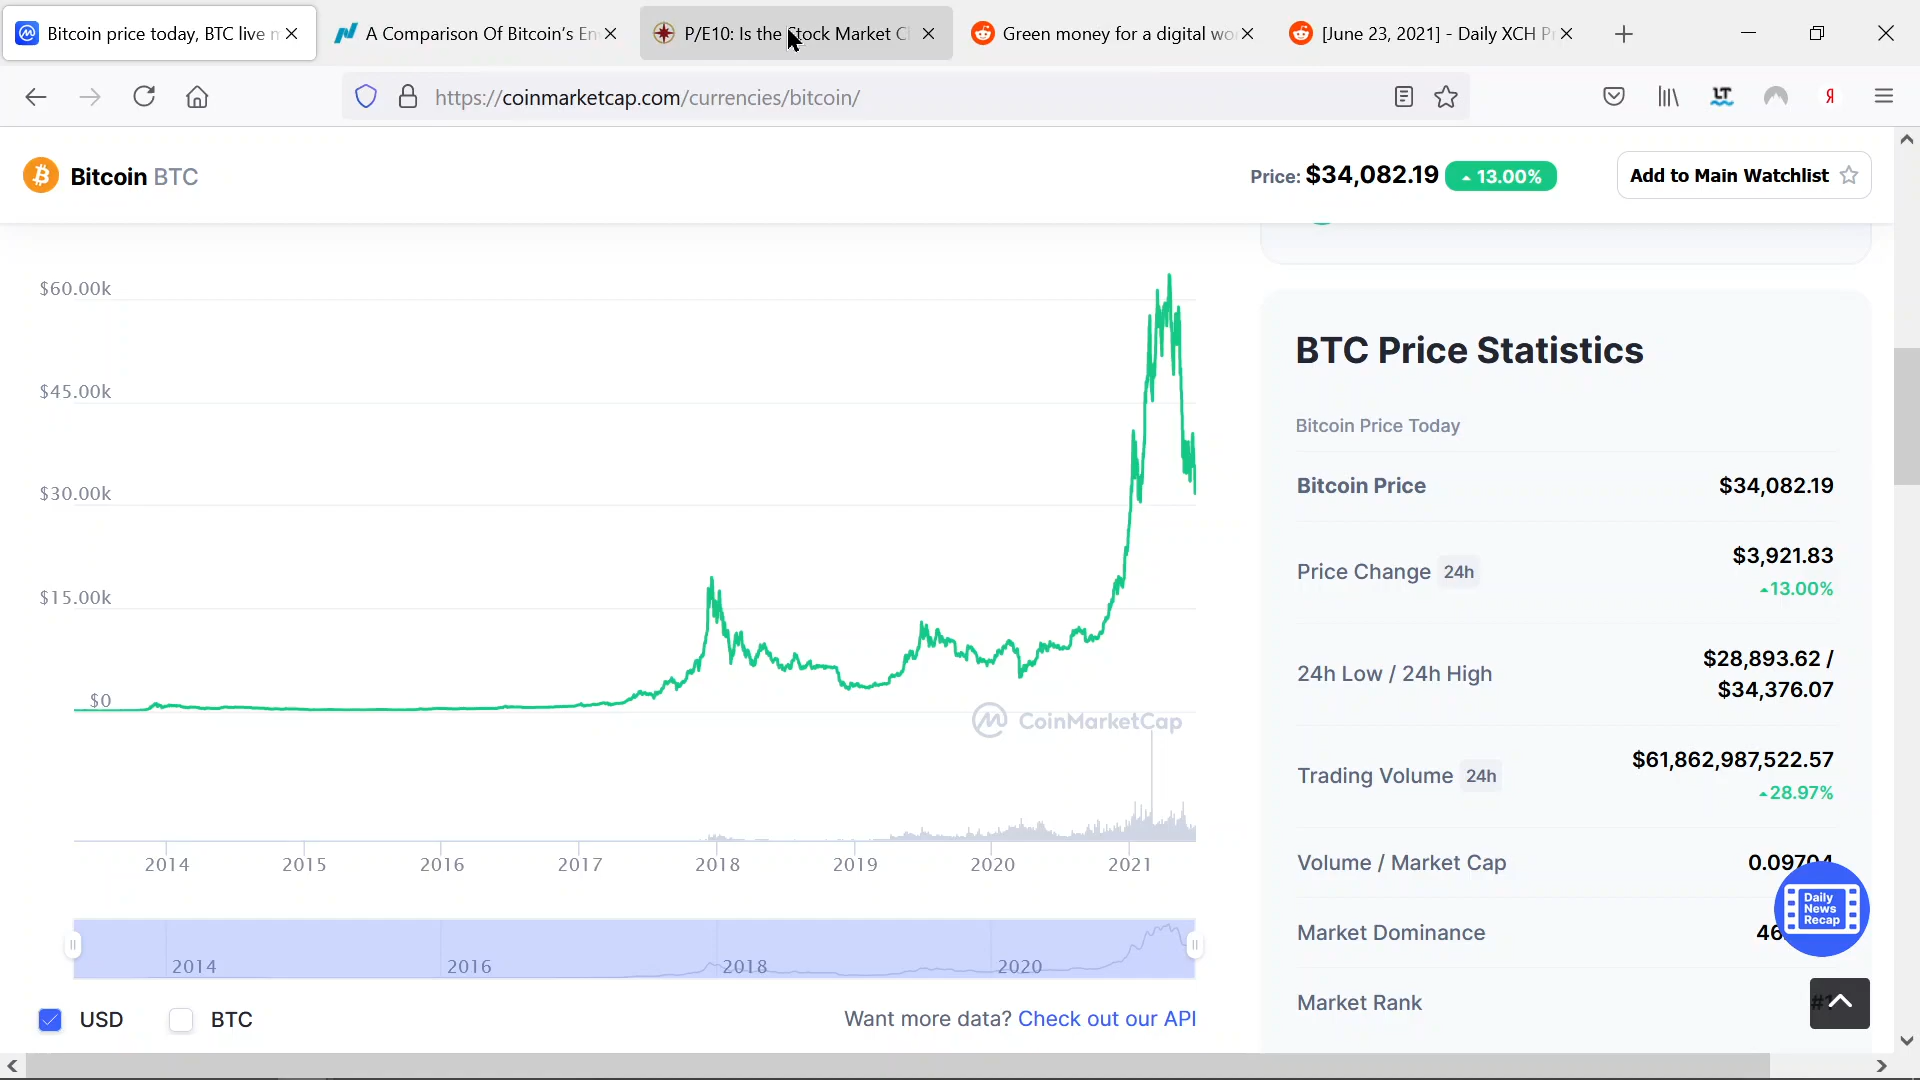 Bitcoin price today, BTC live
A Comparison Of Bitcoin's En
P/E10: Is the Stock Market C
Green money for a digital wo
[June 23, 2021] - Daily XCH P
https://coinmarketcap.com/currencies/bitcoin/
LT
Я
Bitcoin BTC
Price: $34,082.19 13.00%
Add to Main Watchlist
$60.00k
$45.00k
$30.00k
$15.00k
$0
CoinMarketCap
2014 2015 2016 2017 2018 2019 2020 2021
2014 2016 2018 2020
USD BTC
Want more data? Check out our API
BTC Price Statistics
Bitcoin Price Today
Bitcoin Price $34,082.19
Price Change 24h $3,921.83
13.00%
24h Low / 24h High $28,893.62 /
$34,376.07
Trading Volume 24h $61,862,987,522.57
28.97%
Volume / Market Cap 0.09704
Market Dominance 46
Market Rank
Daily
News
Recap